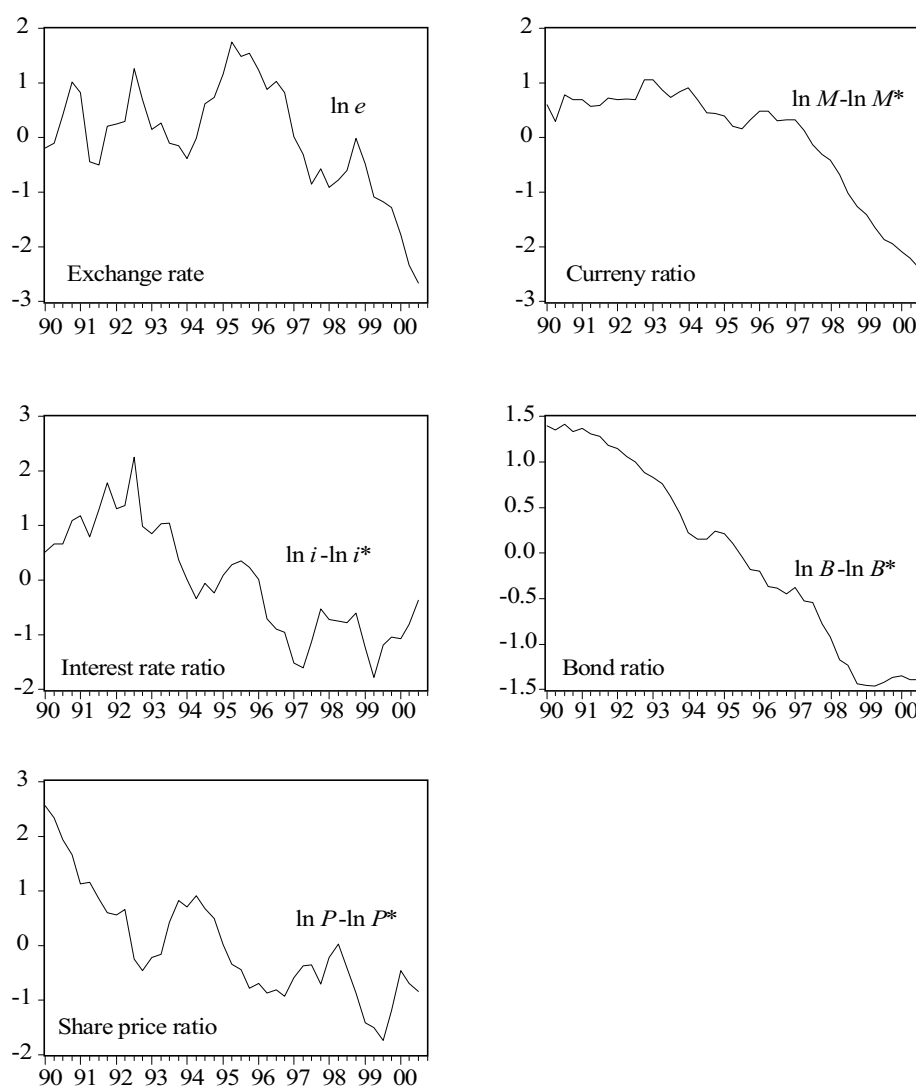 2
1
0
-1
-2
-3
ln e
Exchange rate
90 91 92 93 94 95 96 97 98 99 00
2
1
0
-1
-2
-3
ln M-ln M*
Curreny ratio
90 91 92 93 94 95 96 97 98 99 00
3
2
1
0
-1
-2
ln i-ln i*
Interest rate ratio
90 91 92 93 94 95 96 97 98 99 00
1.5
1.0
0.5
0.0
-0.5
-1.0
-1.5
ln B-ln B*
Bond ratio
90 91 92 93 94 95 96 97 98 99 00
3
2
1
0
-1
-2
ln P-ln P*
Share price ratio
90 91 92 93 94 95 96 97 98 99 00